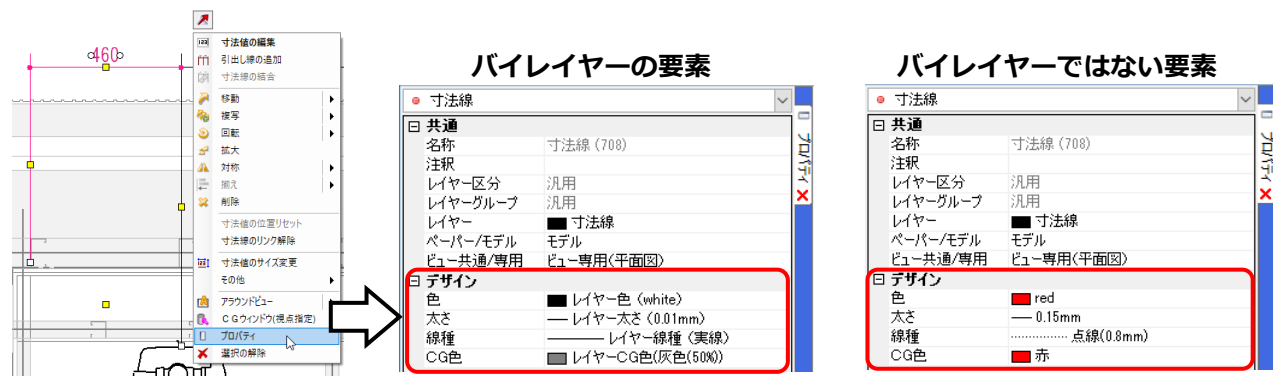 460
寸法値の編集
引出し線の追加
寸法線の結合
移動
複写
回転
拡大
対称
揃え
削除
寸法値の位置リセット
寸法線のリンク解除
寸法値のサイズ変更
その他
アラウンドビュー
CGウィンドウ(視点指定)
プロパティ
選択の解除
バイレイヤーの要素
寸法線
プロパティ
共通
名称 寸法線 (708)
注釈
レイヤー区分 汎用
レイヤーグループ 汎用
レイヤー 寸法線
ペーパー/モデル モデル
ビュー共通/専用 ビュー専用(平面図)
デザイン
色 レイヤー色 (white)
太さ レイヤー太さ (0.01mm)
線種 レイヤー線種 (実線)
CG色 レイヤーCG色(灰色(50%))
バイレイヤーではない要素
寸法線
プロパティ
共通
名称 寸法線 (708)
注釈
レイヤー区分 汎用
レイヤーグループ 汎用
レイヤー 寸法線
ペーパー/モデル モデル
ビュー共通/専用 ビュー専用(平面図)
デザイン
色 red
太さ 0.15mm
線種 点線(0.8mm)
CG色 赤